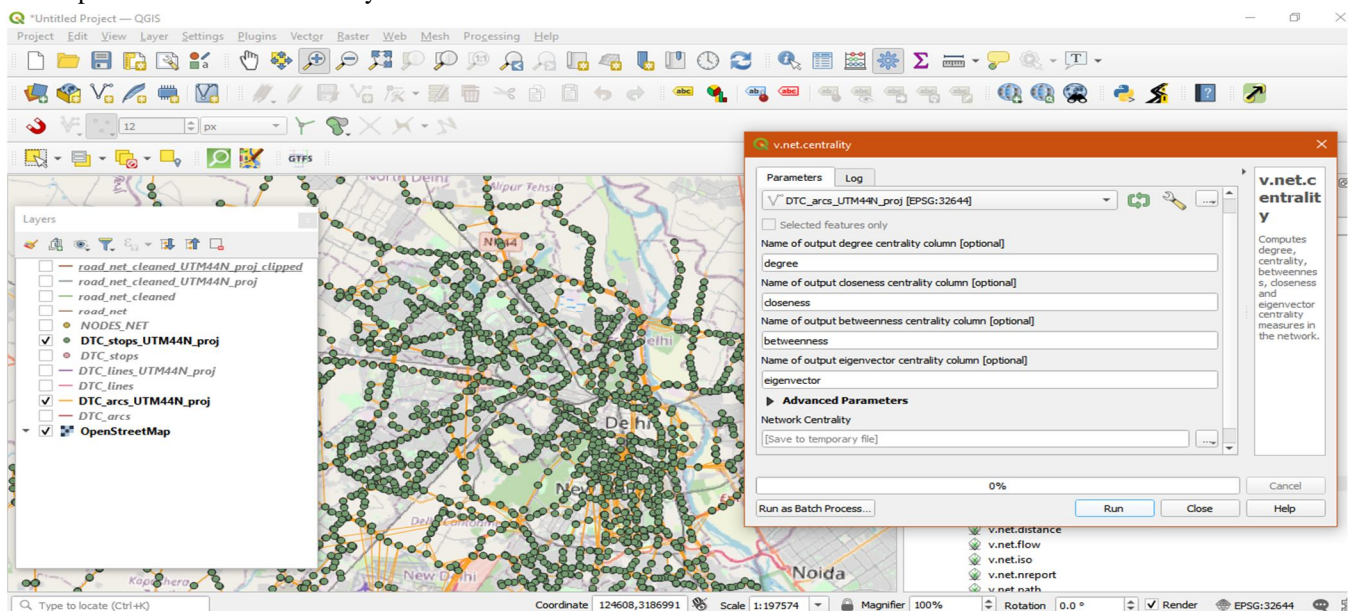 *Untitled Project — QGIS
Project Edit View Layer Settings Plugins Vector Raster Web Mesh Processing Help
12 px
GTFS
v.net.centrality
Parameters Log
DTC_arcs_UTM44N_proj [EPSG:32644]
Selected features only
Name of output degree centrality column [optional]
degree
Name of output closeness centrality column [optional]
closeness
Name of output betweenness centrality column [optional]
betweenness
Name of output eigenvector centrality column [optional]
eigenvector
Advanced Parameters
Network Centrality
[Save to temporary file]
0%
Cancel
Run as Batch Process...
Run Close Help
v.net.c
entralit
y
Computes
degree,
centrality,
betweennes
s, closeness
and
eigenvector
centrality
measures in
the network.
Layers
road_net_cleaned_UTM44N_proj_clipped
road_net_cleaned_UTM44N_proj
road_net_cleaned
road_net
NODES_NET
DTC_stops_UTM44N_proj
DTC_stops
DTC_lines_UTM44N_proj
DTC_lines
DTC_arcs_UTM44N_proj
DTC_arcs
OpenStreetMap
North Delhi
Alipur Tehsil
Delhi
New Delhi
Noida
v.net.distance
v.net.flow
v.net.iso
v.net.nreport
v.net.path
Type to locate (Ctrl+K)
Coordinate 124608,3186991 Scale 1:197574 Magnifier 100% Rotation 0.0 ° Render EPSG:32644